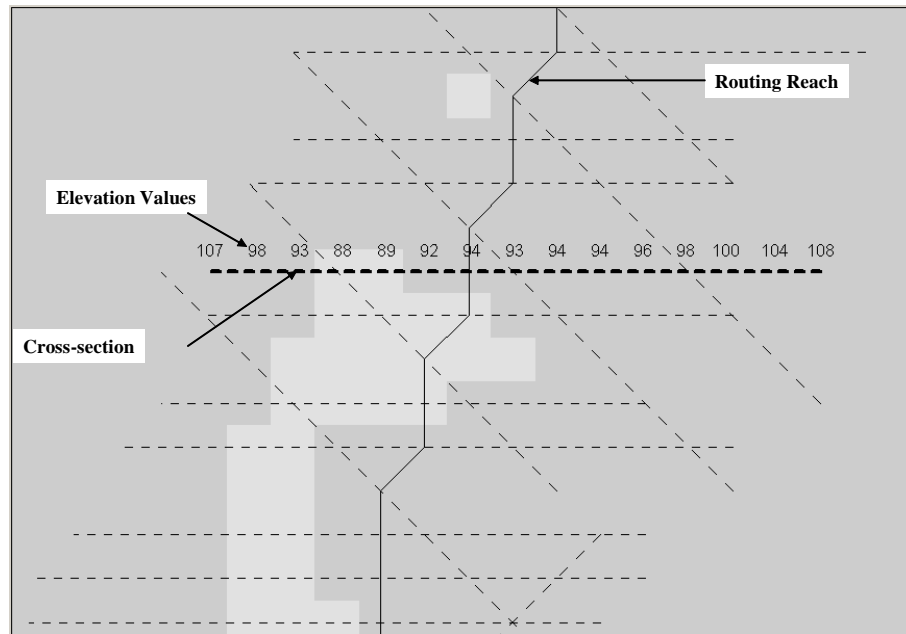 Routing Reach
Elevation Values
107 98 93 88 89 92 94 93 94 94 96 98 100 104 108
Cross-section